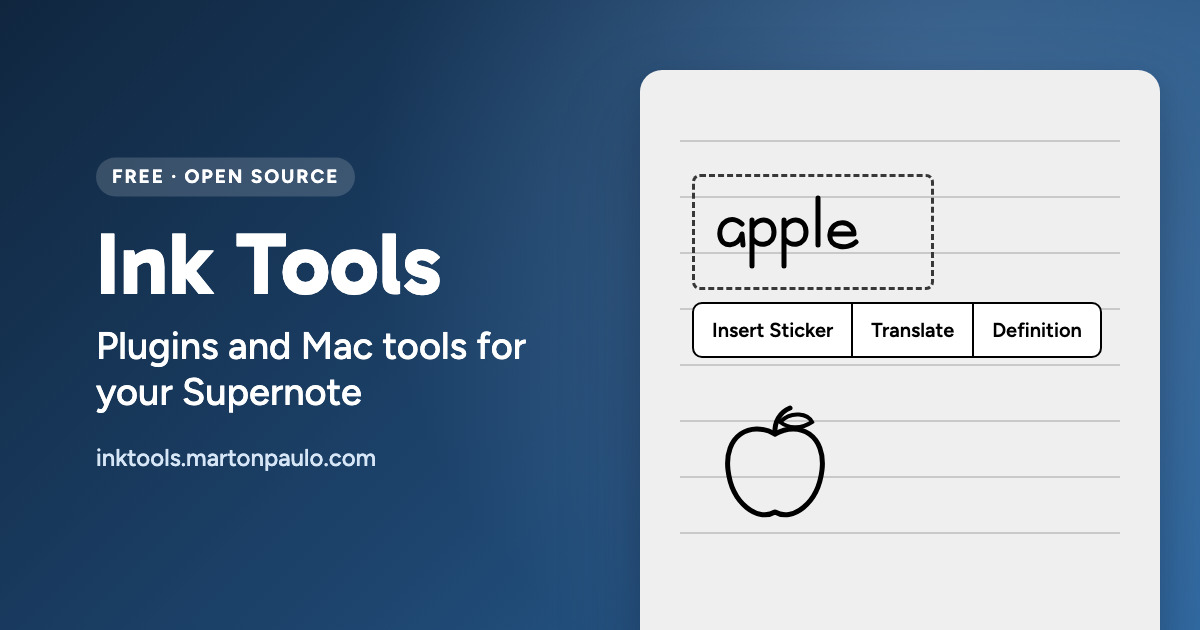 FREE · OPEN SOURCE
Ink Tools
Plugins and Mac tools for
your Supernote
inktools.martonpaulo.com
apple
Insert Sticker
Translate
Definition